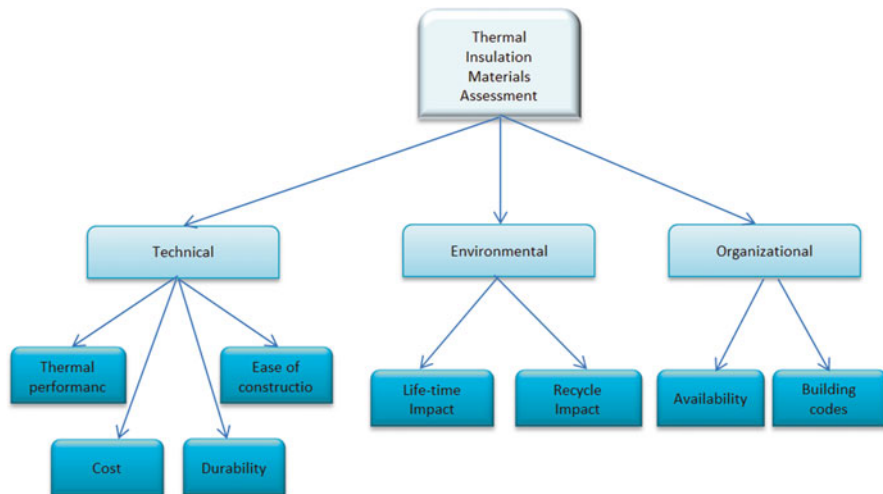 Thermal
Insulation
Materials
Assessment
Technical
Environmental
Organizational
Thermal
performanc
Ease of
constructio
Life-time
Impact
Recycle
Impact
Availability
Building
codes
Cost
Durability